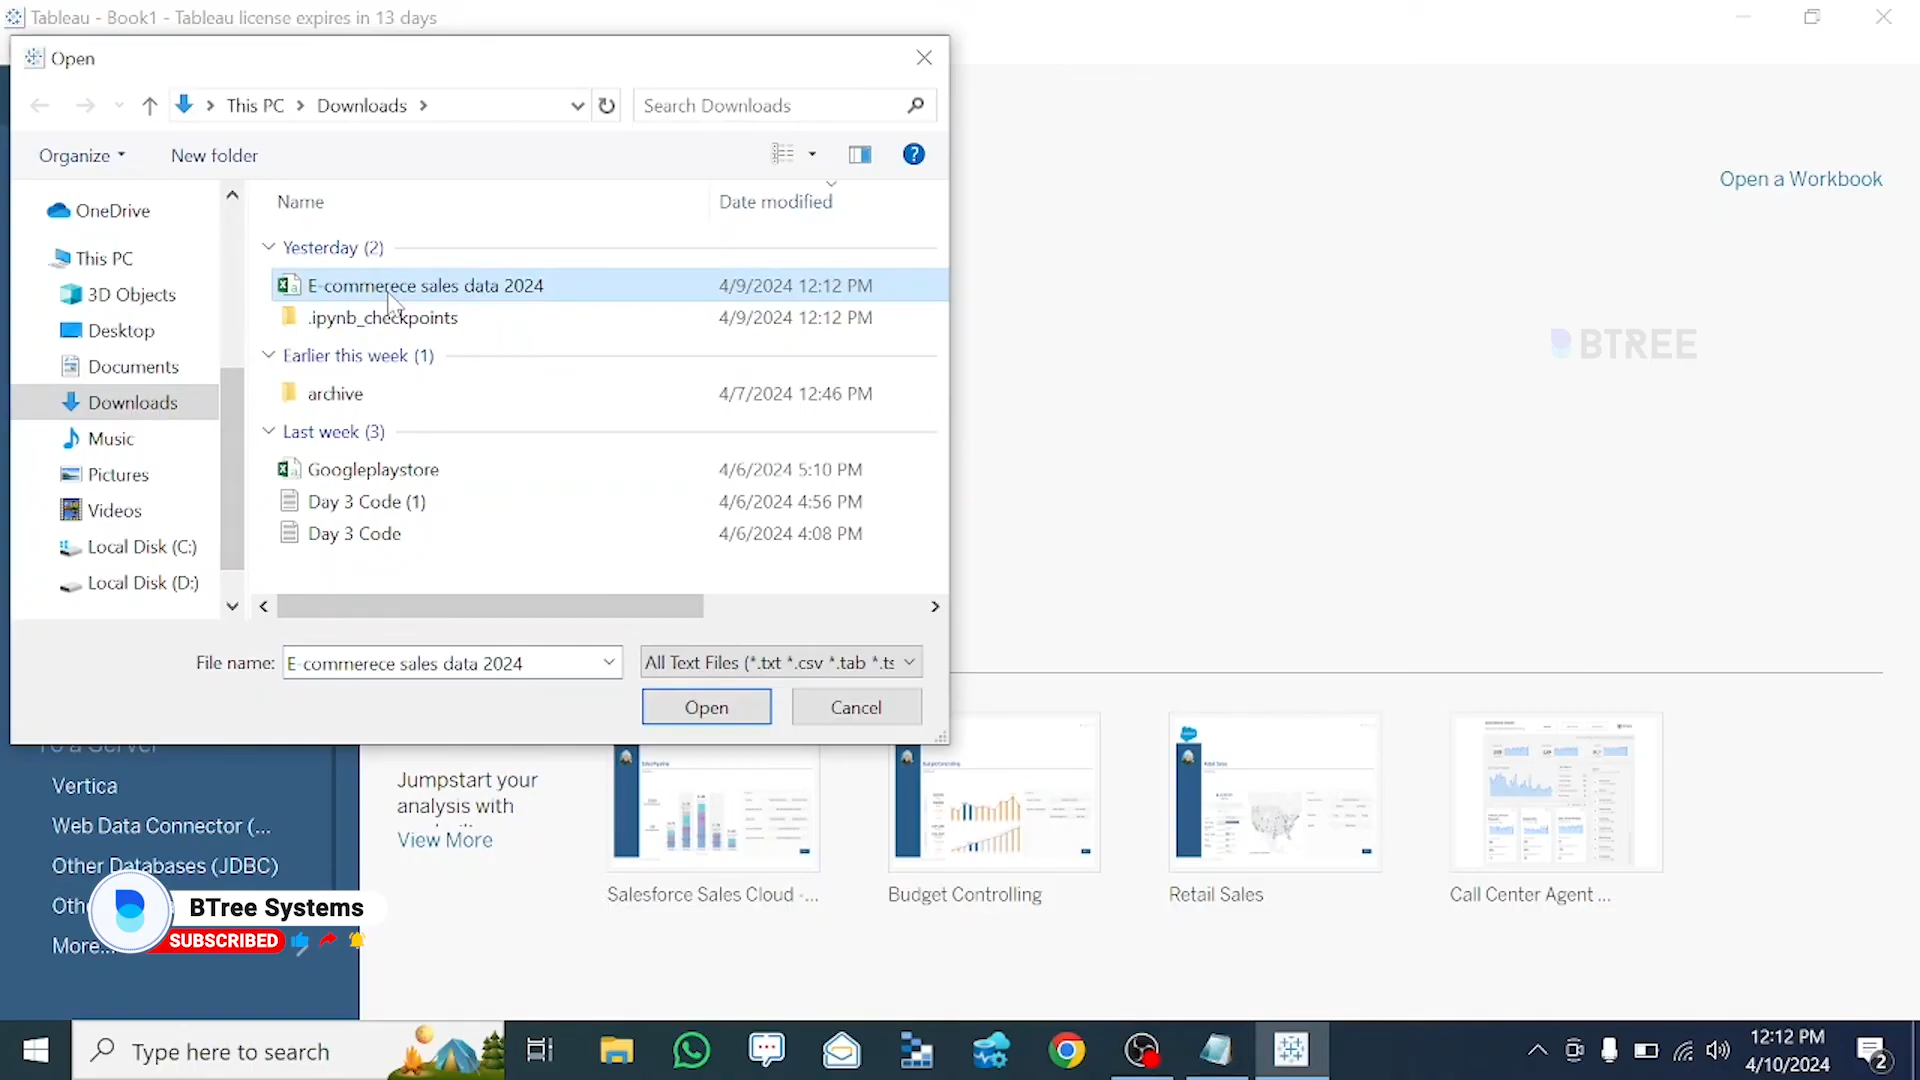 Tableau - Book1 - Tableau license expires in 13 days
Open
This PC
Downloads
Search Downloads
Organize
New folder
Name
Date modified
OneDrive
This PC
3D Objects
Desktop
Documents
Downloads
Music
Pictures
Videos
Local Disk (C:)
Local Disk (D:)
Yesterday (2)
E-commerece sales data 2024 4/9/2024 12:12 PM
.ipynb_checkpoints 4/9/2024 12:12 PM
Earlier this week (1)
archive 4/7/2024 12:46 PM
Last week (3)
Googleplaystore 4/6/2024 5:10 PM
Day 3 Code (1) 4/6/2024 4:56 PM
Day 3 Code 4/6/2024 4:08 PM
File name: E-commerece sales data 2024
All Text Files (*.txt *.csv *.tab *.ts
Open
Cancel
Open a Workbook
BTREE
To a Server
Vertica
Web Data Connector (...
Other Databases (JDBC)
Oth
More...
BTree Systems
SUBSCRIBED
Jumpstart your
analysis with
View More
Salesforce Sales Cloud -...
Budget Controlling
Retail Sales
Call Center Agent ...
Type here to search
12:12 PM
4/10/2024
2